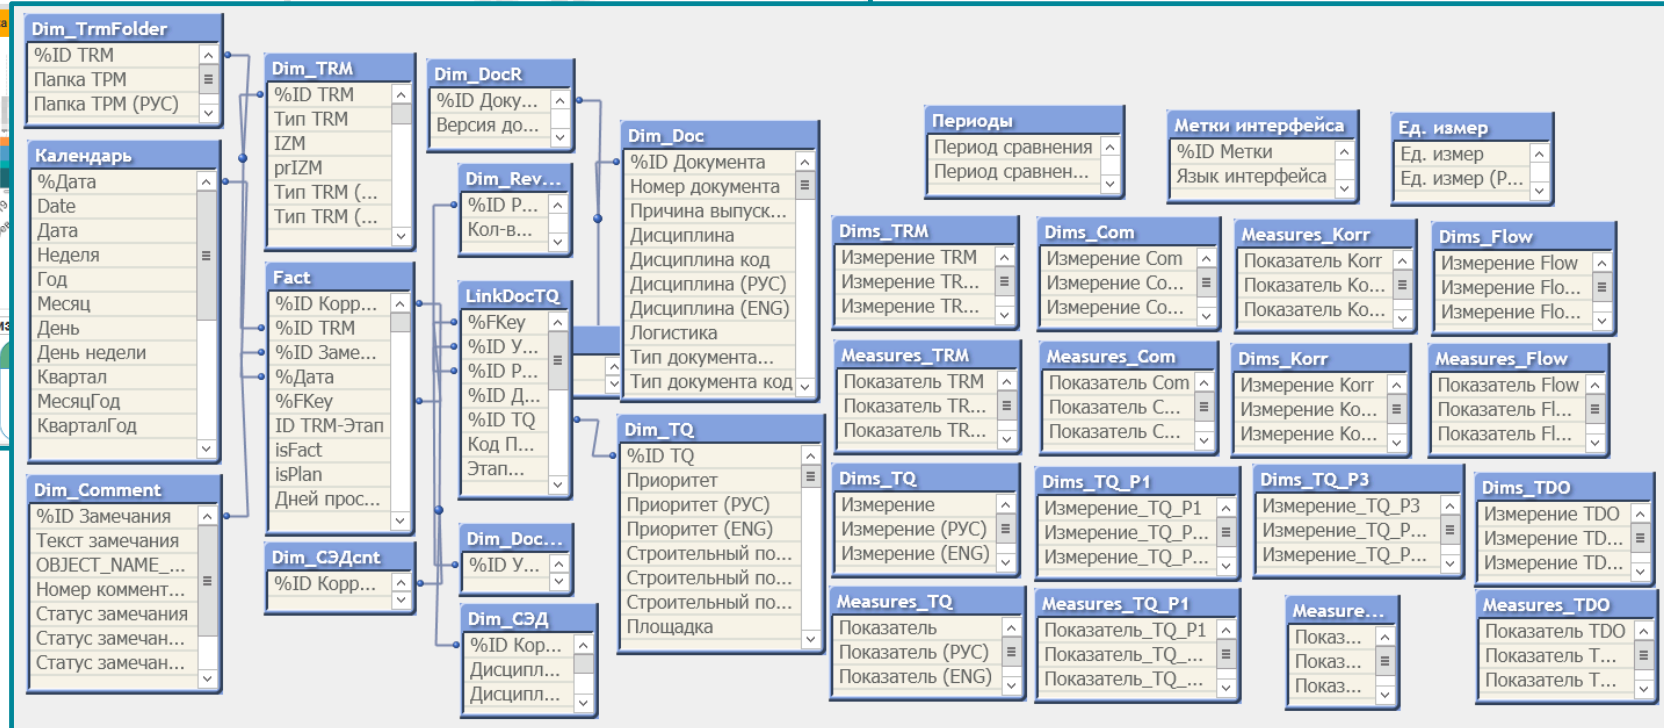 Dim_TrmFolder
%ID TRM
Папка ТРМ
Папка ТРМ (РУС)
Календарь
%Дата
Date
Дата
Неделя
Год
Месяц
День
День недели
Квартал
МесяцГод
КварталГод
Dim_Comment
%ID Замечания
Текст замечания
OBJECT_NAME_...
Номер коммент...
Статус замечания
Статус замечан...
Статус замечан...
Dim_TRM
%ID TRM
Тип TRM
IZM
prIZM
Тип TRM (...
Тип TRM (...
Fact
%ID Корр...
%ID TRM
%ID Заме...
%Дата
%FKey
ID TRM-Этап
isFact
isPlan
Дней прос...
Dim_СЭДcnt
%ID Корр...
Dim_DocR
%ID Доку...
Версия до...
Dim_Rev...
%ID Р...
Кол-в...
LinkDocTQ
%FKey
%ID У...
%ID Р...
%ID Д...
%ID TQ
Код П...
Этап...
Dim_Doc...
%ID У...
Dim_СЭД
%ID Кор...
Дисципл...
Дисципл...
Dim_Doc
%ID Документа
Номер документа
Причина выпуск...
Дисциплина
Дисциплина код
Дисциплина (РУС)
Дисциплина (ENG)
Логистика
Тип документа...
Тип документа код
Dim_TQ
%ID TQ
Приоритет
Приоритет (РУС)
Приоритет (ENG)
Строительный по...
Строительный по...
Строительный по...
Площадка
Периоды
Период сравнения
Период сравнен...
Метки интерфейса
%ID Метки
Язык интерфейса
Ед. измер
Ед. измер
Ед. измер (Р...
Dims_TRM
Измерение TRM
Измерение TR...
Измерение TR...
Dims_Com
Измерение Com
Измерение Co...
Измерение Co...
Measures_Korr
Показатель Korr
Показатель Ko...
Показатель Ko...
Dims_Flow
Измерение Flow
Измерение Flo...
Измерение Flo...
Measures_TRM
Показатель TRM
Показатель TR...
Показатель TR...
Measures_Com
Показатель Com
Показатель C...
Показатель C...
Dims_Korr
Измерение Korr
Измерение Ko...
Измерение Ko...
Measures_Flow
Показатель Flow
Показатель Fl...
Показатель Fl...
Dims_TQ
Измерение
Измерение (РУС)
Измерение (ENG)
Dims_TQ_P1
Измерение_TQ_P1
Измерение_TQ_P...
Измерение_TQ_P...
Dims_TQ_P3
Измерение_TQ_P3
Измерение_TQ_P...
Измерение_TQ_P...
Dims_TDO
Измерение TDO
Измерение TD...
Измерение TD...
Measures_TQ
Показатель
Показатель (РУС)
Показатель (ENG)
Measures_TQ_P1
Показатель_TQ_P1
Показатель_TQ_...
Показатель_TQ_...
Measure...
Показ...
Показ...
Показ...
Measures_TDO
Показатель TDO
Показатель T...
Показатель T...